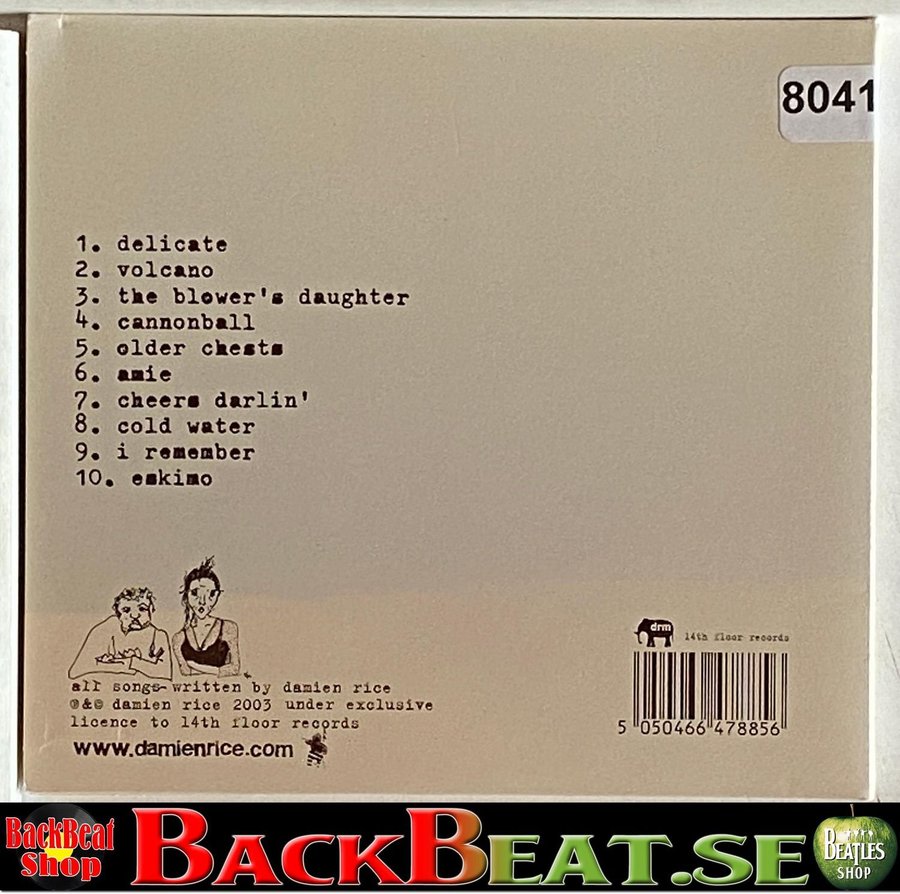 8041
1. delicate
2. volcano
3. the blower's daughter
4. cannonball
5. older chests
6. amie
7. cheers darlin'
8. cold water
9. i remember
10. eskimo
drm
14th floor records
all songs written by damien rice
℗&© damien rice 2003 under exclusive
licence to 14th floor records
www.damienrice.com
5 050466 478856
BackBeat
Shop
BACKBEAT.SE
BEATLES
SHOP